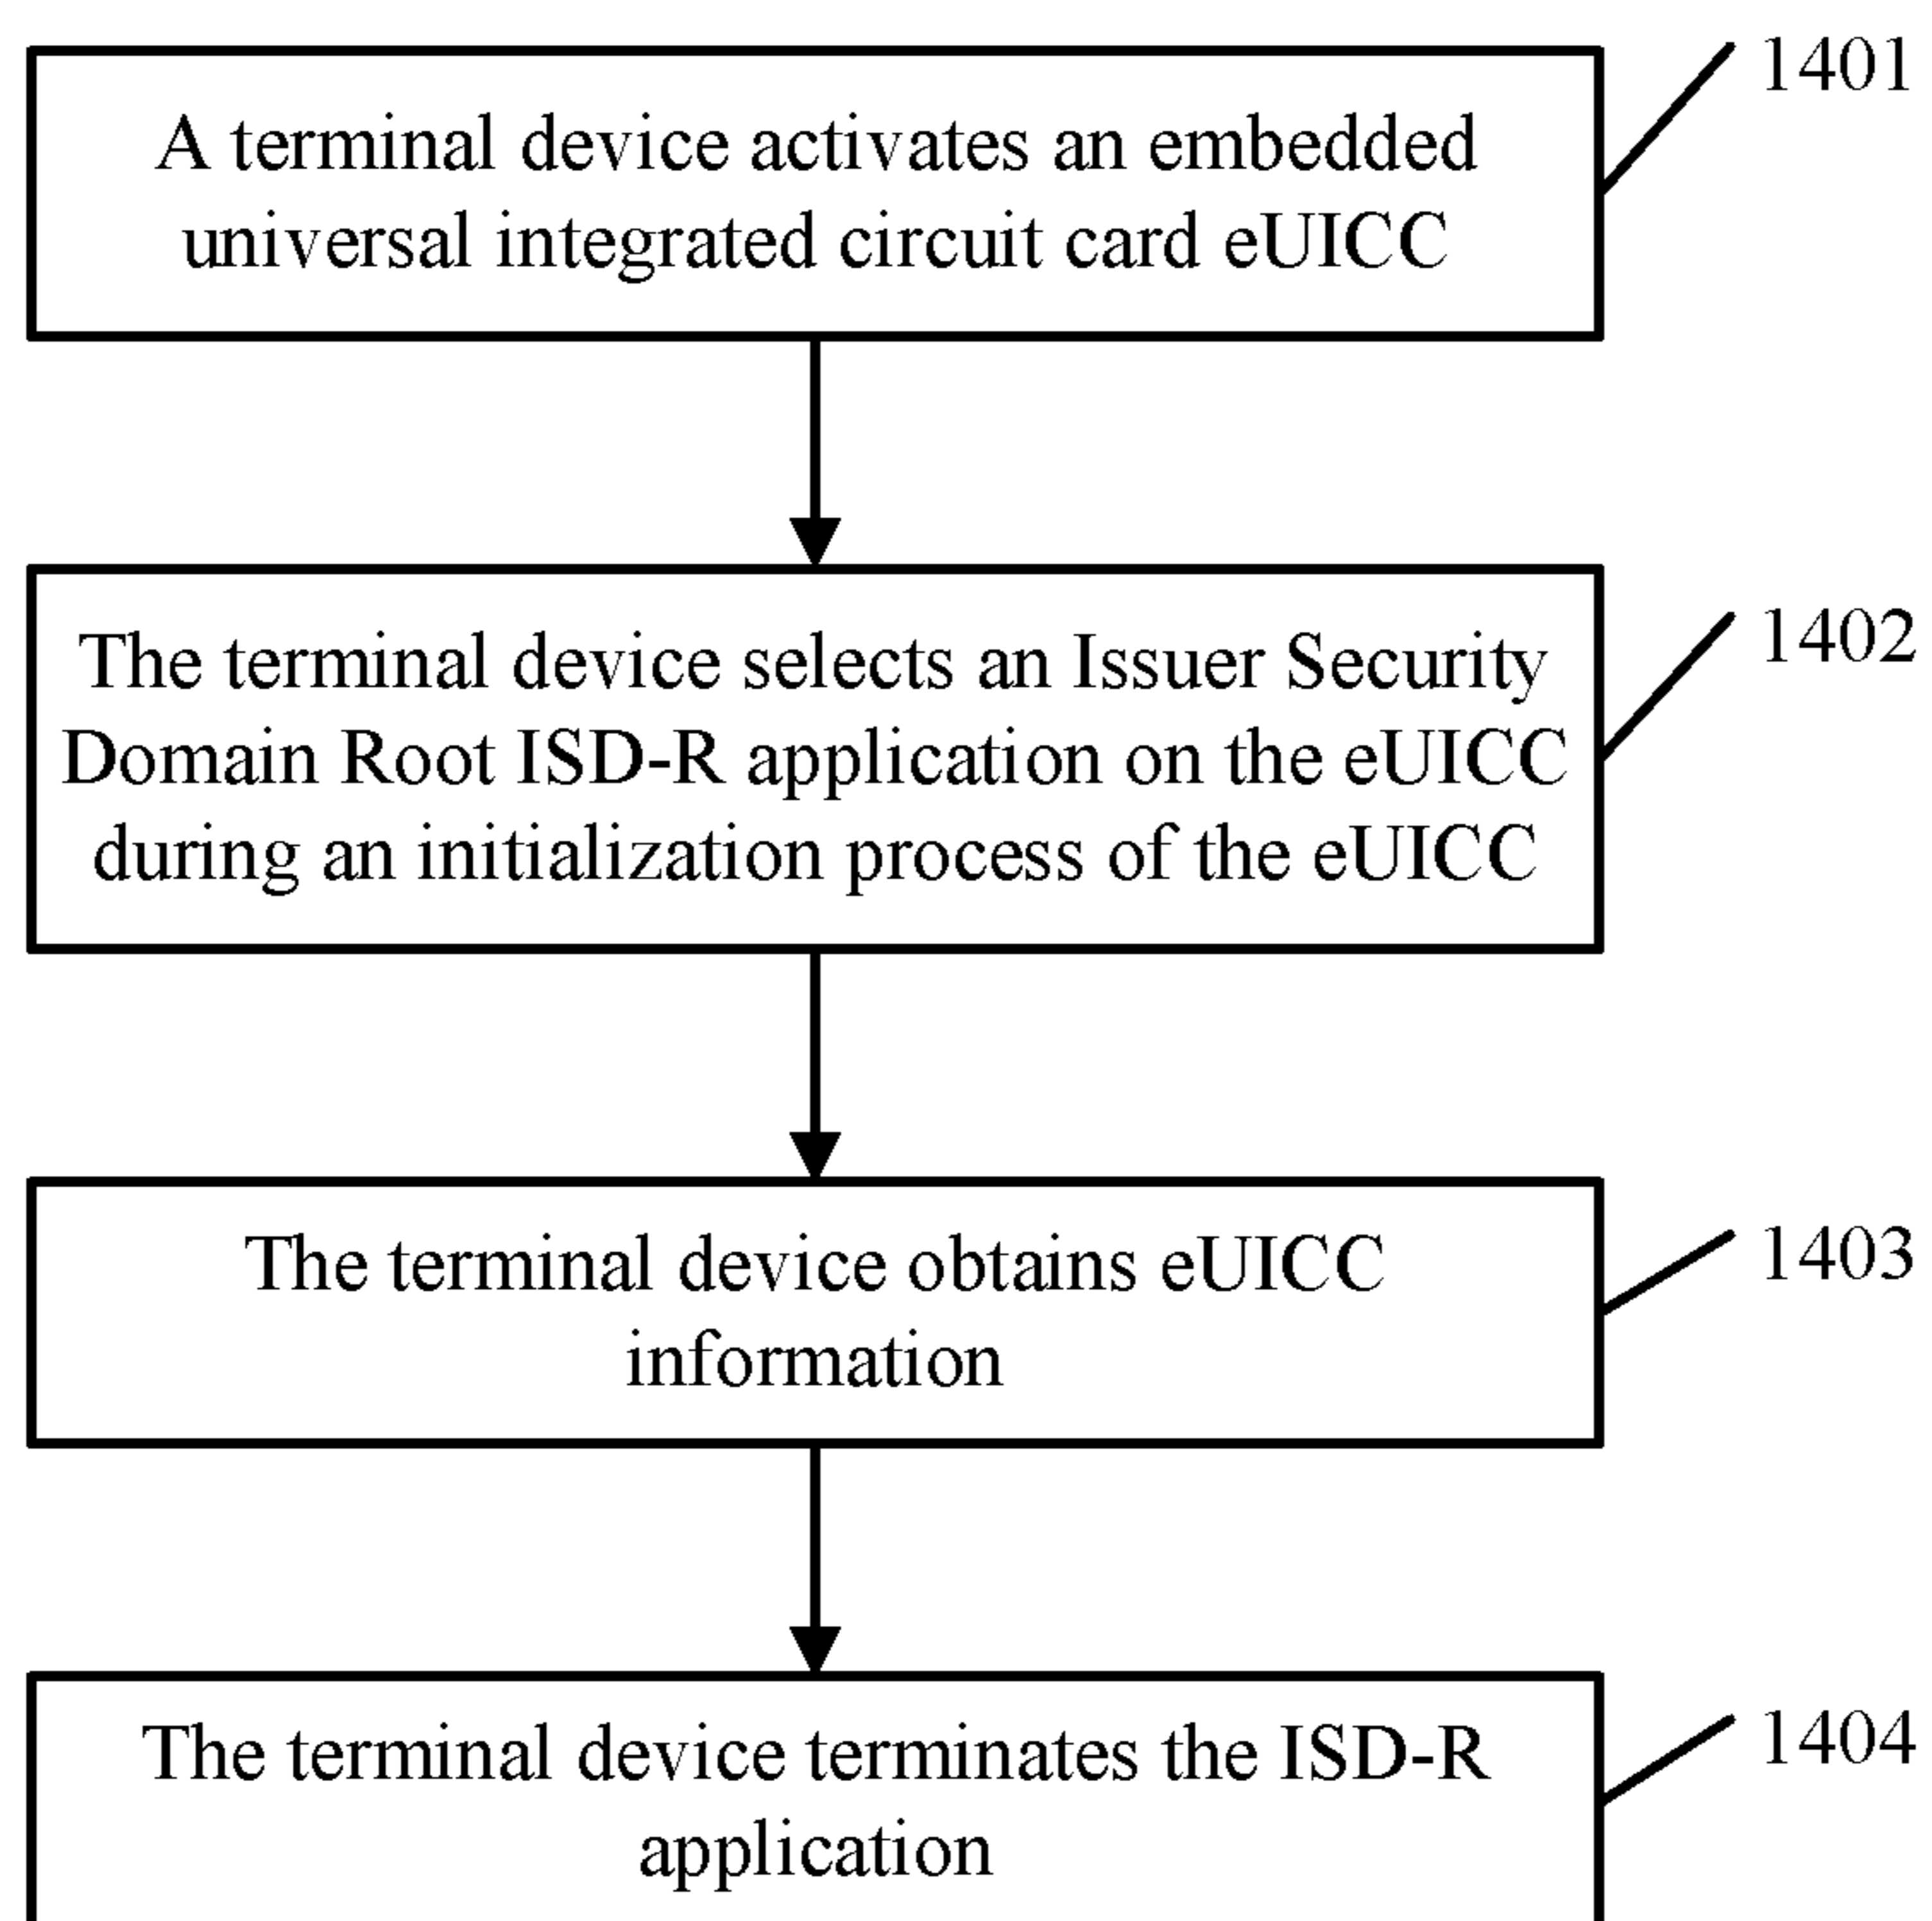 1401
A terminal device activates an embedded
universal integrated circuit card eUICC
1402
The terminal device selects an Issuer Security
Domain Root ISD-R application on the eUICC
during an initialization process of the eUICC
1403
The terminal device obtains eUICC
information
1404
The terminal device terminates the ISD-R
application